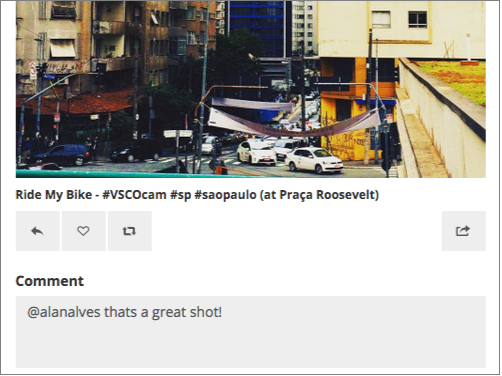 Ride My Bike - #VSCOcam #sp #saopaulo (at Praça Roosevelt)
Comment
@alanalves thats a great shot!